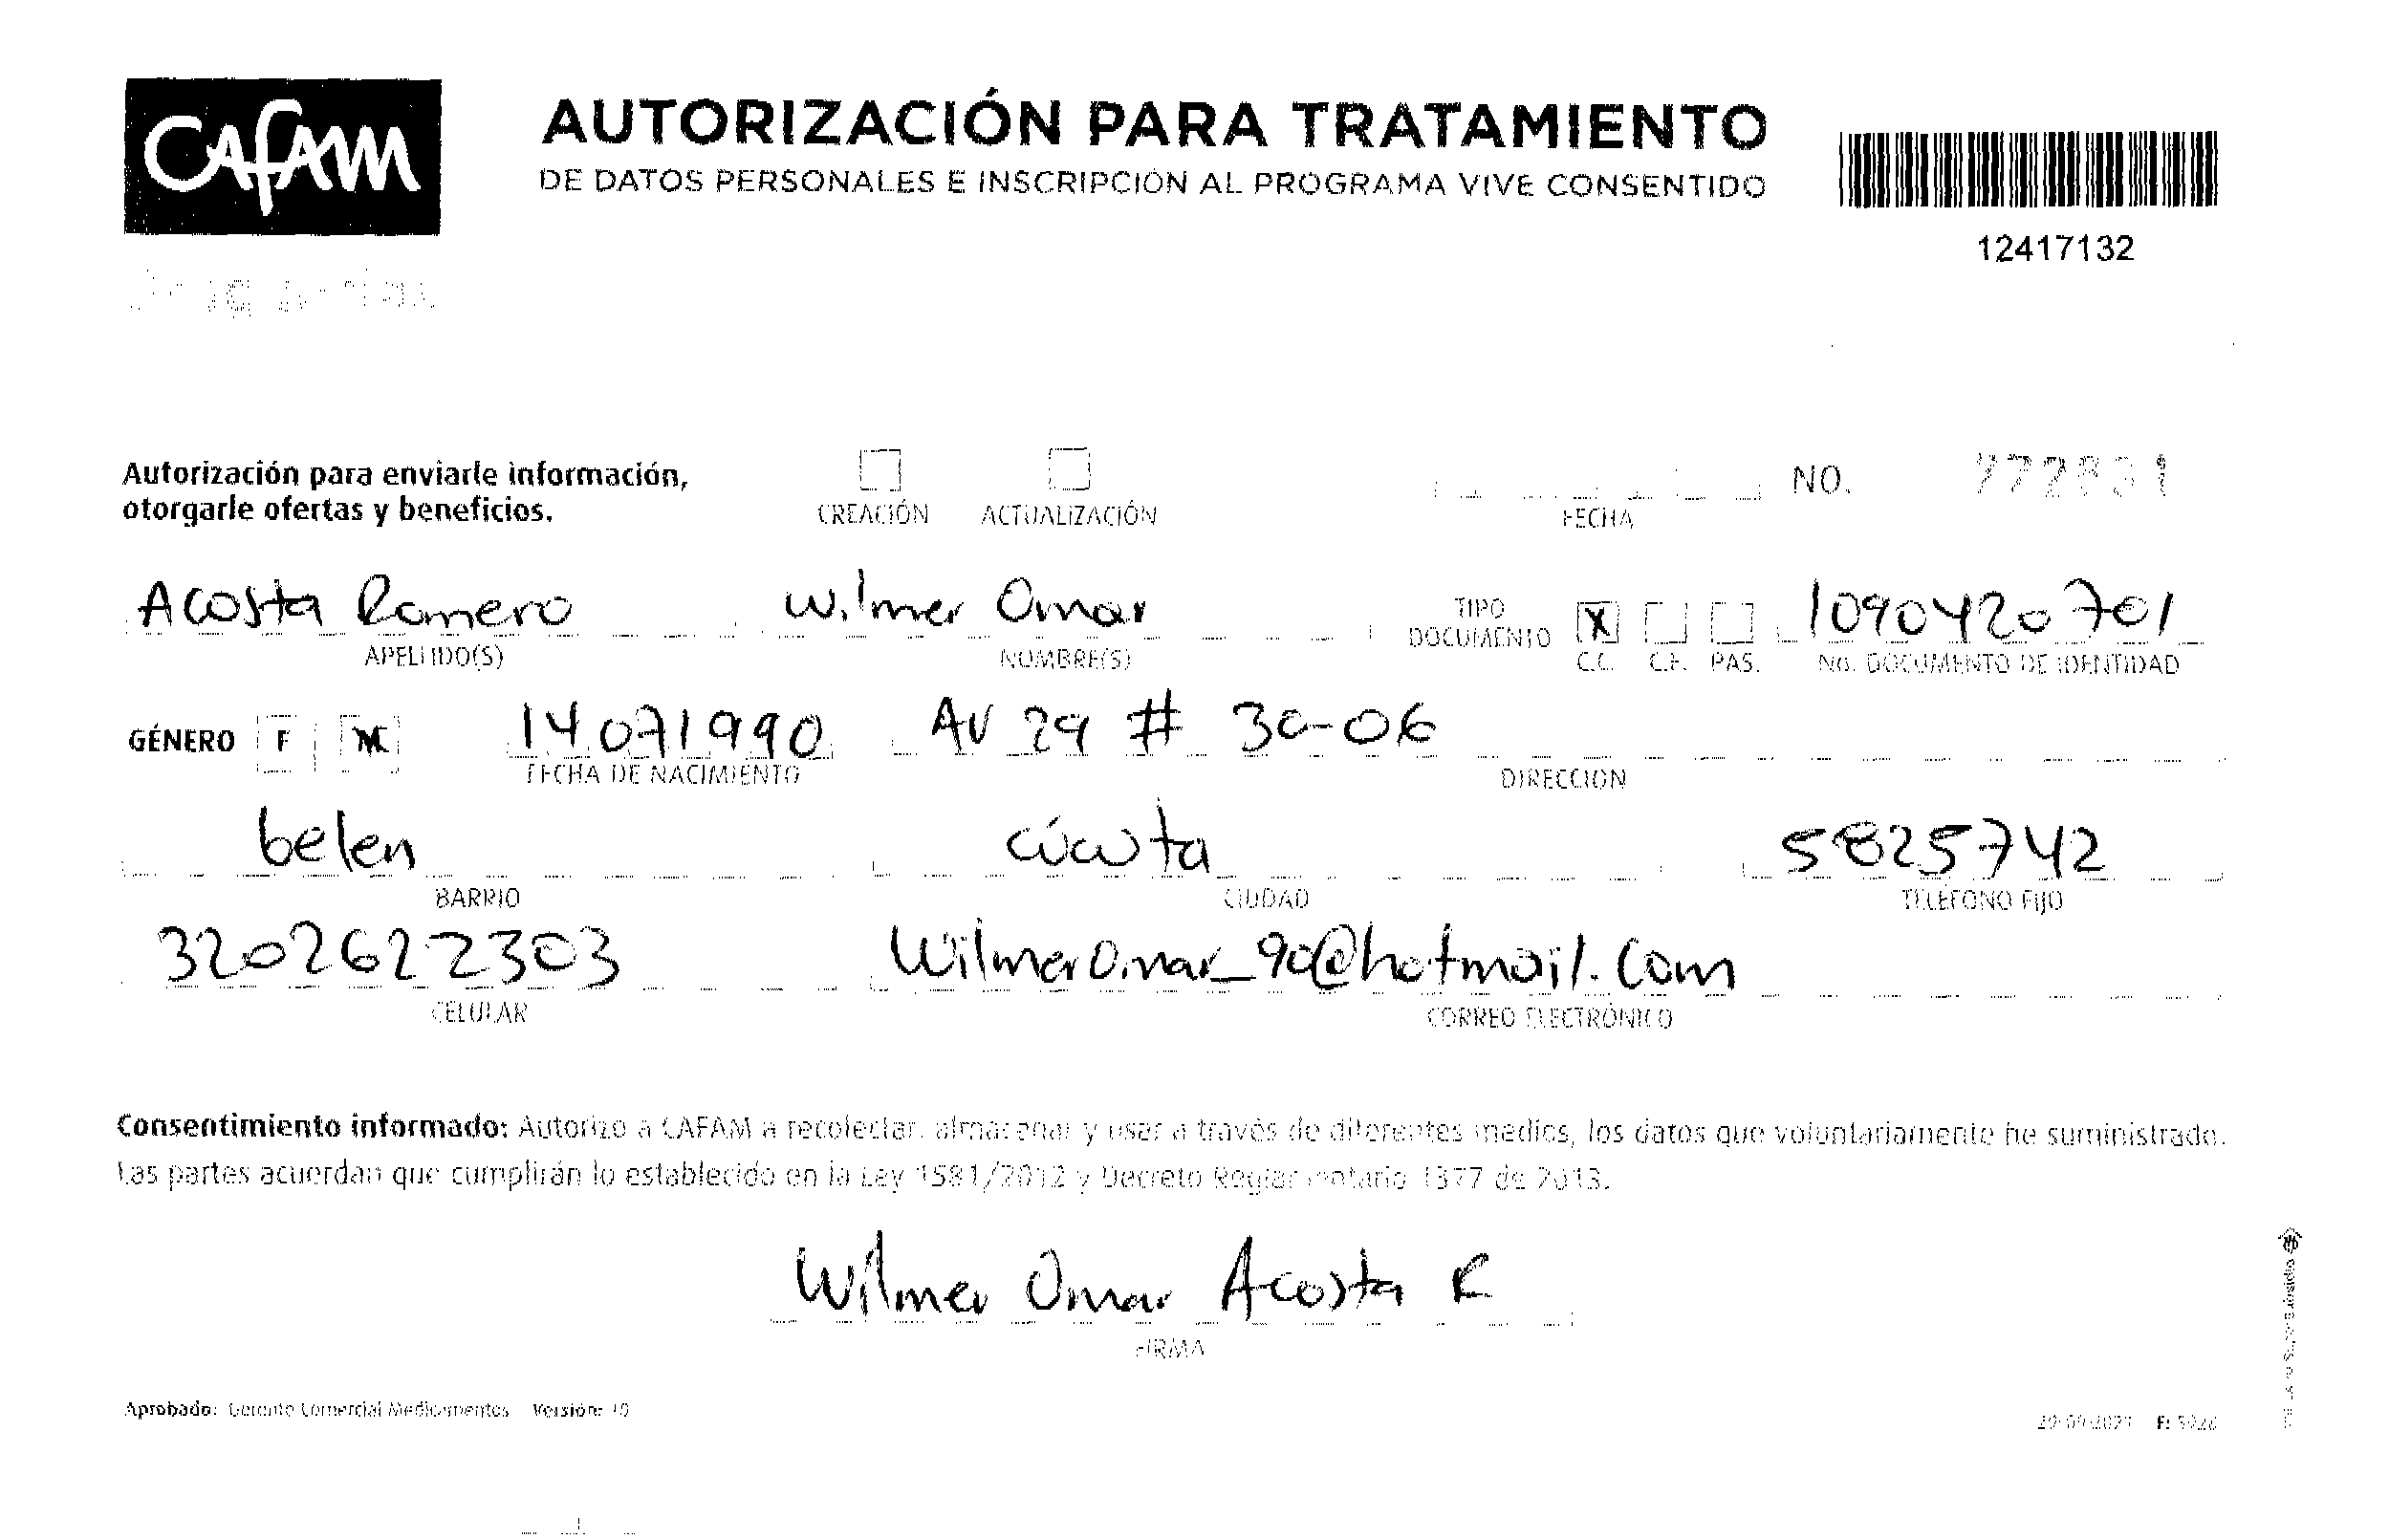 CAFAM
AUTORIZACIÓN PARA TRATAMIENTO
DE DATOS PERSONALES E INSCRIPCIÓN AL PROGRAMA VIVE CONSENTIDO
12417132
Autorización para enviarle información,
otorgarle ofertas y beneficios.
CREACIÓN ACTUALIZACIÓN
FECHA
NO.
Acosta Romero Wilmer Omar TIPO DOCUMENTO X 1090420701
APELLIDO(S) NOMBRE(S) C.C. C.E. PAS. No. DOCUMENTO DE IDENTIDAD
GÉNERO F M 14071990 AV 29 # 30-06
FECHA DE NACIMIENTO DIRECCIÓN
belen cúcuta 5825742
BARRIO CIUDAD TELÉFONO FIJO
3202622303 WilmerOmar_90@hotmail.com
CELULAR CORREO ELECTRÓNICO
Consentimiento informado: Autorizo a CAFAM a recolectar, almacenar y usar a través de diferentes medios, los datos que voluntariamente he suministrado.
Las partes acuerdan que cumplirán lo establecido en la Ley 1581/2012 y Decreto Reglamentario 1377 de 2013.
Wilmer Omar Acosta R
FIRMA
Aprobado: Gerente Comercial Medicamentos Versión: 10